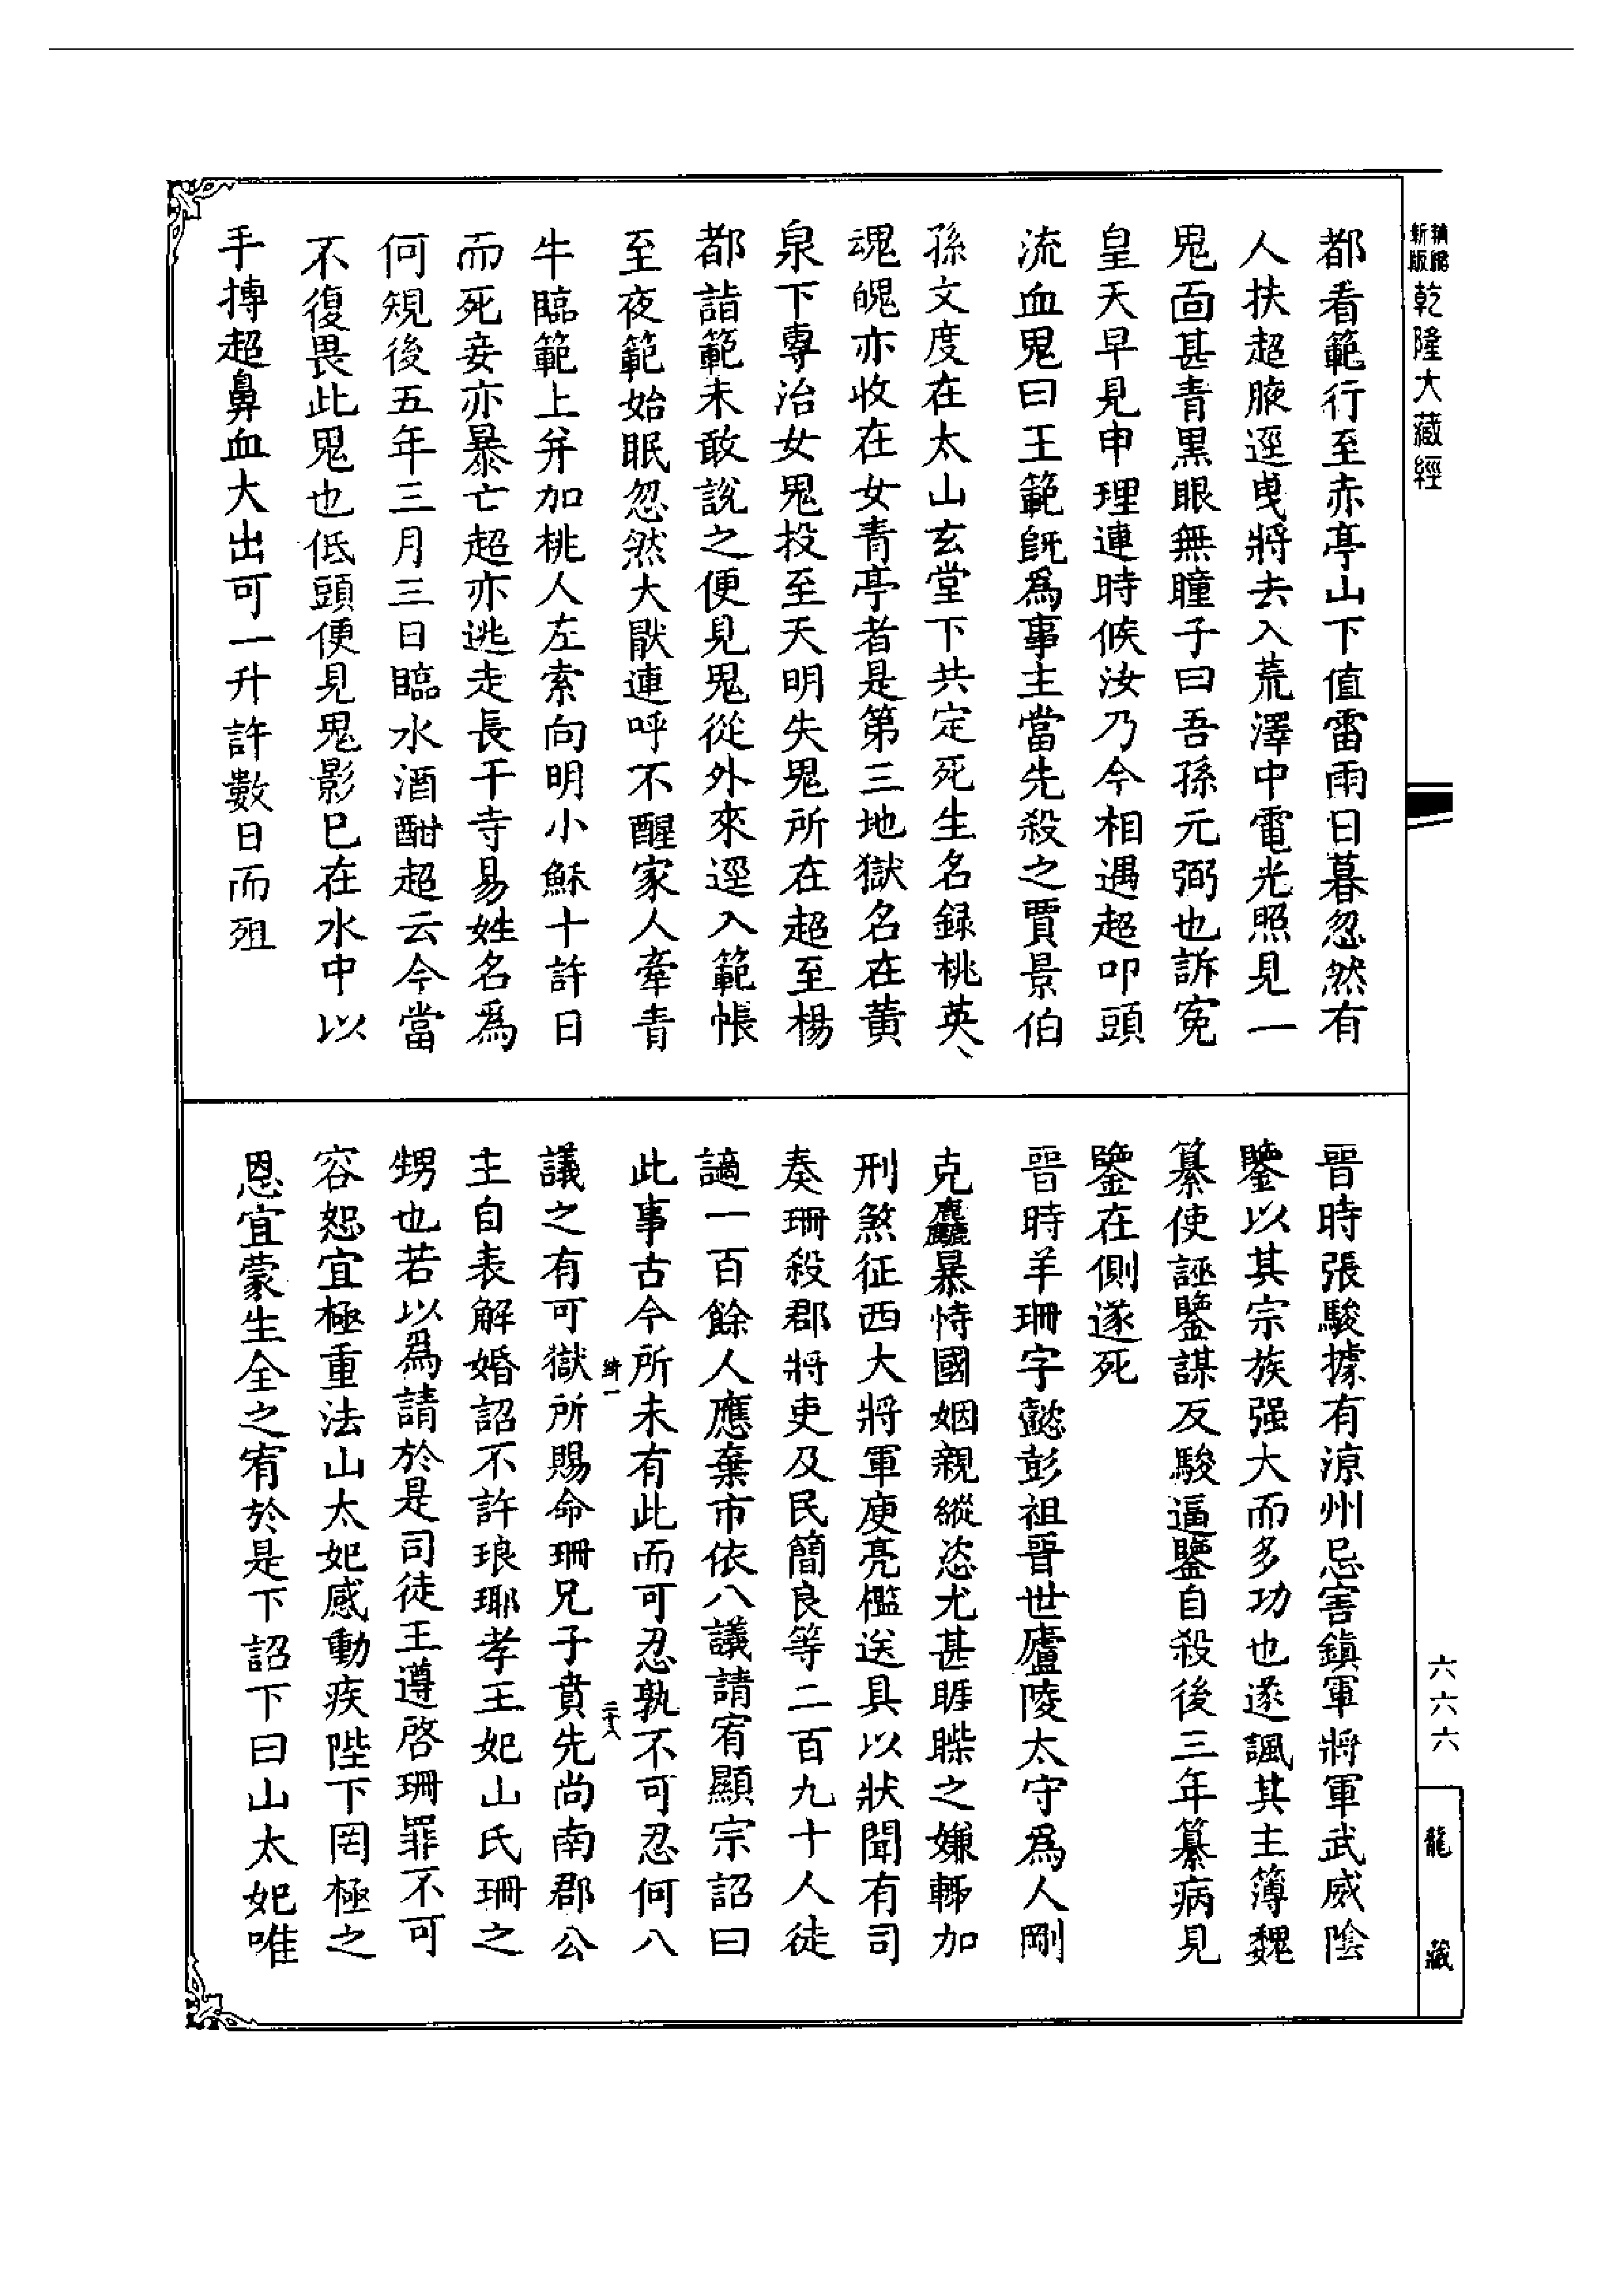 新版
乾隆大藏經
都看範行至赤亭山下值雷雨日暮忽然有
人扶超腋逕曳將去入荒澤中電光照見一
鬼面甚青黑眼無瞳子曰吾孫元弼也訴寃
皇天早見申理連時候汝乃今相遇超叩頭
流血鬼曰王範旣爲事主當先殺之賈景伯
孫文度在太山玄堂下共定死生名録桃英
魂魄亦收在女青亭者是第三地獄名在黄
泉下專治女鬼投至天明失鬼所在超至楊
都詣範未敢說之便見鬼從外來逕入範帳
至夜範始眠忽然大厭連呼不醒家人牽青
牛臨範上并加桃人左索向明小穌十許日
而死妾亦暴亡超亦逃走長干寺易姓名爲
何規後五年三月三日臨水酒酣超云今當
不復畏此鬼也低頭便見鬼影已在水中以
手摶超鼻血大出可一升許數日而殂
晉時張駿據有涼州忌害鎮軍將軍武威陰
鑒以其宗族强大而多功也遂諷其主簿魏
纂使誣鑒謀反駿逼鑒自殺後三年纂病見
鑒在側遂死
晉時羊珊字懿彭祖晉世廬陵太守爲人剛
克麤暴恃國姻親縱恣尤甚睚眦之嫌輙加
刑煞征西大將軍庾亮檻送具以狀聞有司
奏珊殺郡將吏及民簡良等二百九十人徒
謫一百餘人應棄市依八議請宥顯宗詔曰
此事古今所未有此而可忍孰不可忍何八
議之有可獄所賜命珊兄子賁先尚南郡公
主自表解婚詔不許琅耶孝王妃山氏珊之
甥也若以爲請於是司徒王遵啓珊罪不可
容恕宜極重法山太妃感動疾陛下罔極之
恩宜蒙生全之宥於是下詔下曰山太妃唯
六六六
龍藏